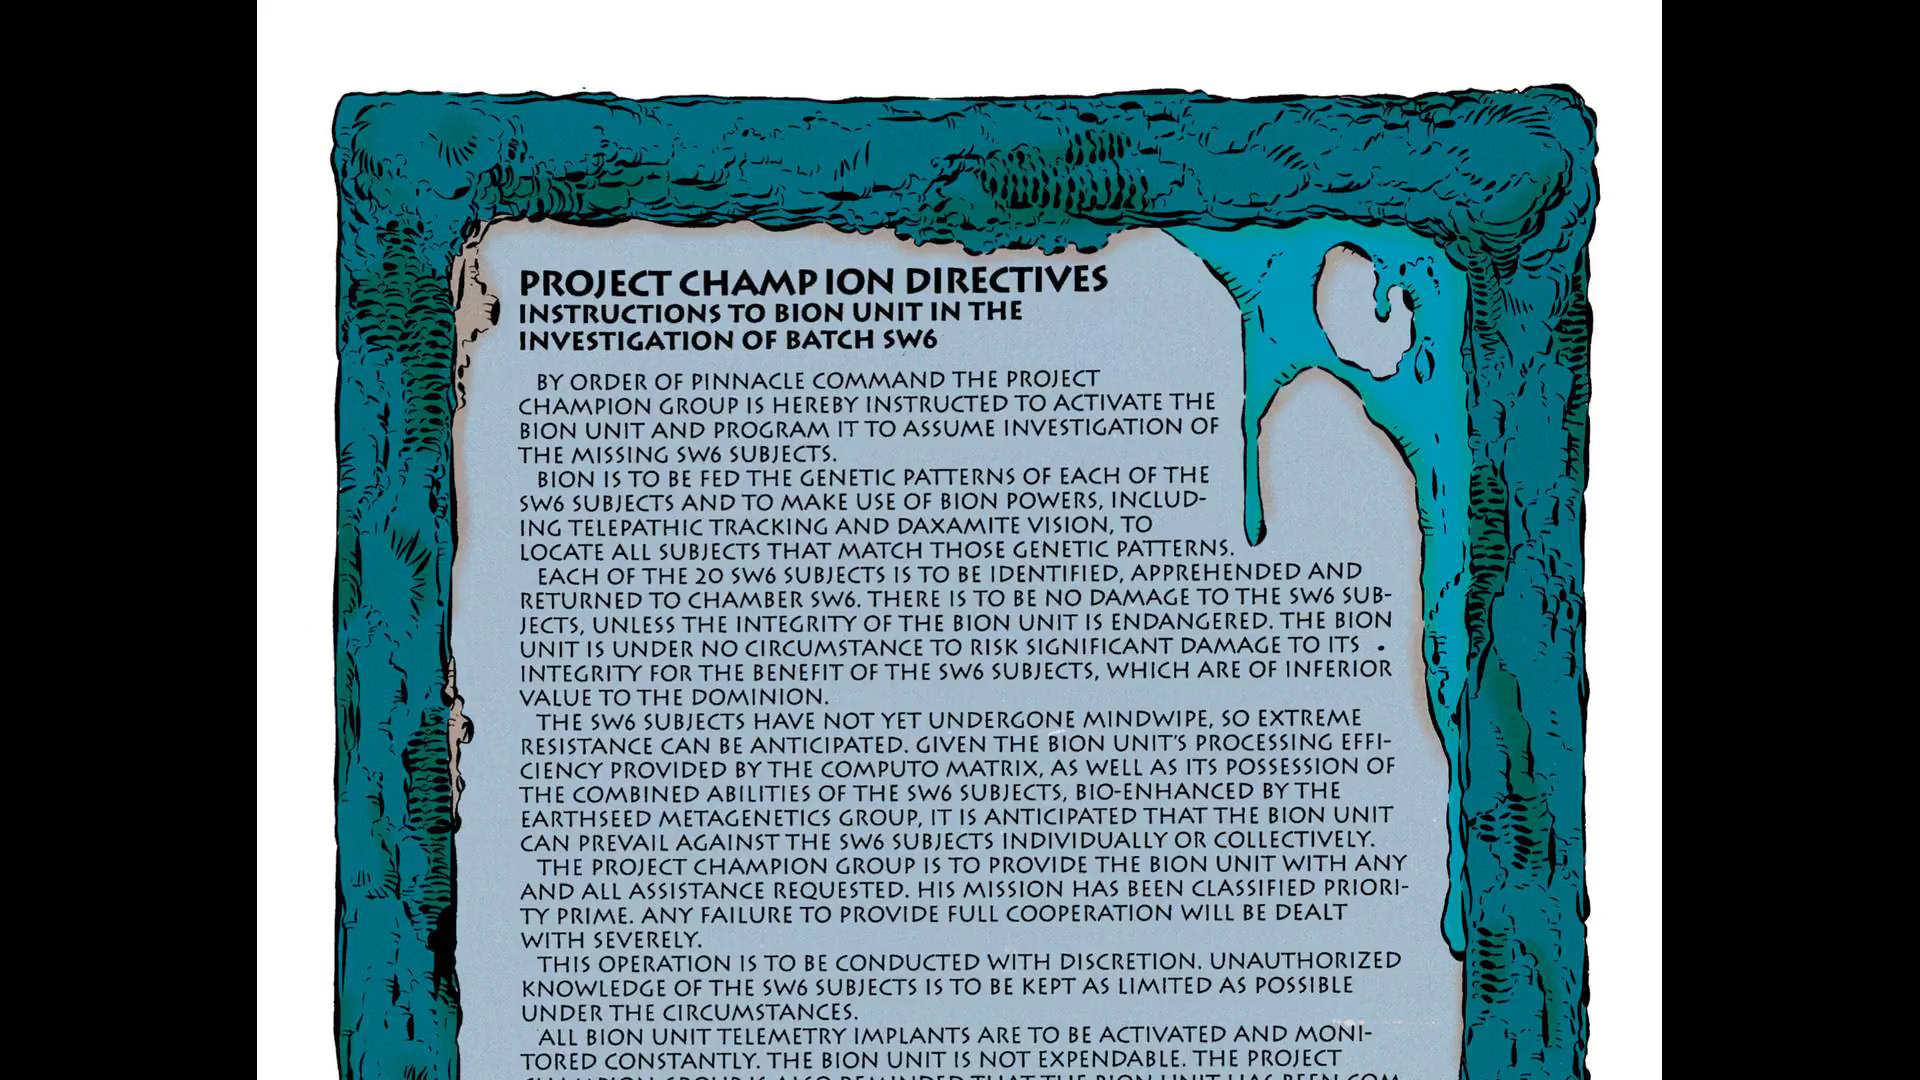 PROJECT CHAMPION DIRECTIVES
INSTRUCTIONS TO BION UNIT IN THE
INVESTIGATION OF BATCH SW6
BY ORDER OF PINNACLE COMMAND THE PROJECT
CHAMPION GROUP IS HEREBY INSTRUCTED TO ACTIVATE THE
BION UNIT AND PROGRAM IT TO ASSUME INVESTIGATION OF
THE MISSING SW6 SUBJECTS.
BION IS TO BE FED THE GENETIC PATTERNS OF EACH OF THE
SW6 SUBJECTS AND TO MAKE USE OF BION POWERS, INCLUD-
ING TELEPATHIC TRACKING AND DAXAMITE VISION, TO
LOCATE ALL SUBJECTS THAT MATCH THOSE GENETIC PATTERNS.
EACH OF THE 20 SW6 SUBJECTS IS TO BE IDENTIFIED, APPREHENDED AND
RETURNED TO CHAMBER SW6. THERE IS TO BE NO DAMAGE TO THE SW6 SUB-
JECTS, UNLESS THE INTEGRITY OF THE BION UNIT IS ENDANGERED. THE BION
UNIT IS UNDER NO CIRCUMSTANCE TO RISK SIGNIFICANT DAMAGE TO ITS
INTEGRITY FOR THE BENEFIT OF THE SW6 SUBJECTS, WHICH ARE OF INFERIOR
VALUE TO THE DOMINION.
THE SW6 SUBJECTS HAVE NOT YET UNDERGONE MINDWIPE, SO EXTREME
RESISTANCE CAN BE ANTICIPATED. GIVEN THE BION UNIT'S PROCESSING EFFI-
CIENCY PROVIDED BY THE COMPUTO MATRIX, AS WELL AS ITS POSSESSION OF
THE COMBINED ABILITIES OF THE SW6 SUBJECTS, BIO-ENHANCED BY THE
EARTHSEED METAGENETICS GROUP, IT IS ANTICIPATED THAT THE BION UNIT
CAN PREVAIL AGAINST THE SW6 SUBJECTS INDIVIDUALLY OR COLLECTIVELY.
THE PROJECT CHAMPION GROUP IS TO PROVIDE THE BION UNIT WITH ANY
AND ALL ASSISTANCE REQUESTED. HIS MISSION HAS BEEN CLASSIFIED PRIORI-
TY PRIME. ANY FAILURE TO PROVIDE FULL COOPERATION WILL BE DEALT
WITH SEVERELY.
THIS OPERATION IS TO BE CONDUCTED WITH DISCRETION. UNAUTHORIZED
KNOWLEDGE OF THE SW6 SUBJECTS IS TO BE KEPT AS LIMITED AS POSSIBLE
UNDER THE CIRCUMSTANCES.
ALL BION UNIT TELEMETRY IMPLANTS ARE TO BE ACTIVATED AND MONI-
TORED CONSTANTLY. THE BION UNIT IS NOT EXPENDABLE. THE PROJECT
CHAMPION GROUP IS ALSO REMINDED THAT THE BION UNIT HAS BEEN COM-